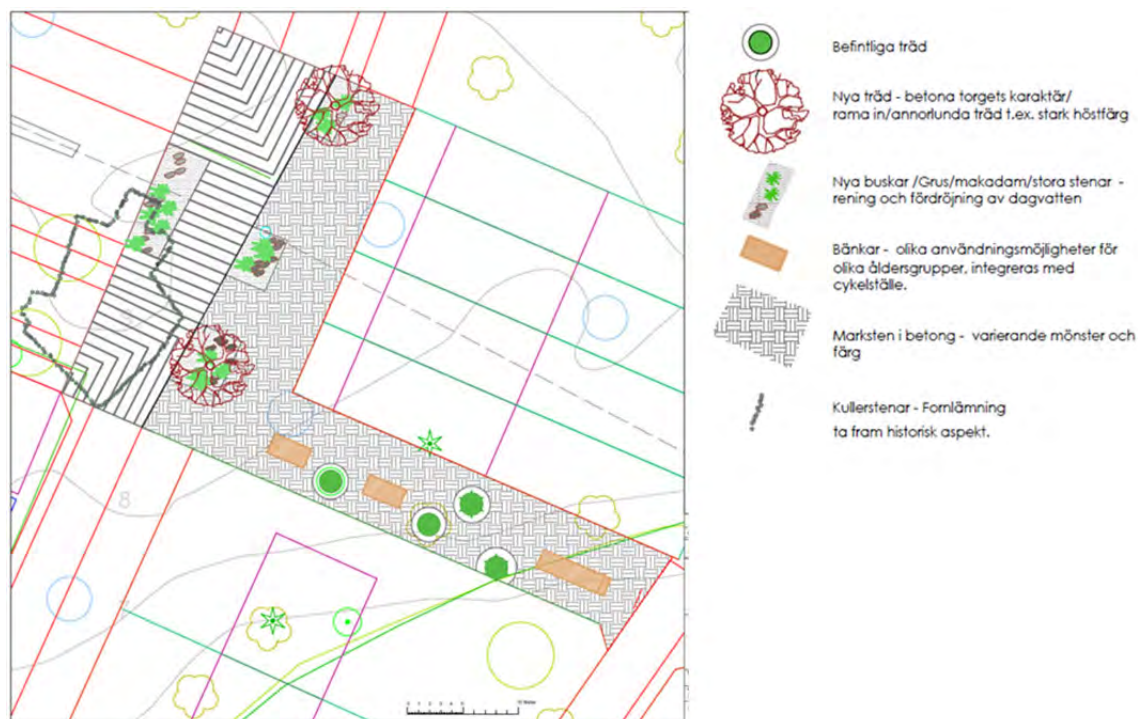 Befintliga träd
Nya träd - betona torgets karaktär/
rama in/annorlunda träd t.ex. stark höstfärg
Nya buskar /Grus/makadam/stora stenar -
rening och fördröjning av dagvatten
Bänkar - olika användningsmöjligheter för
olika åldersgrupper, integreras med
cykelställe.
Marksten i betong - varierande mönster och
färg
Kullerstenar - Fornlämning
ta fram historisk aspekt.
8